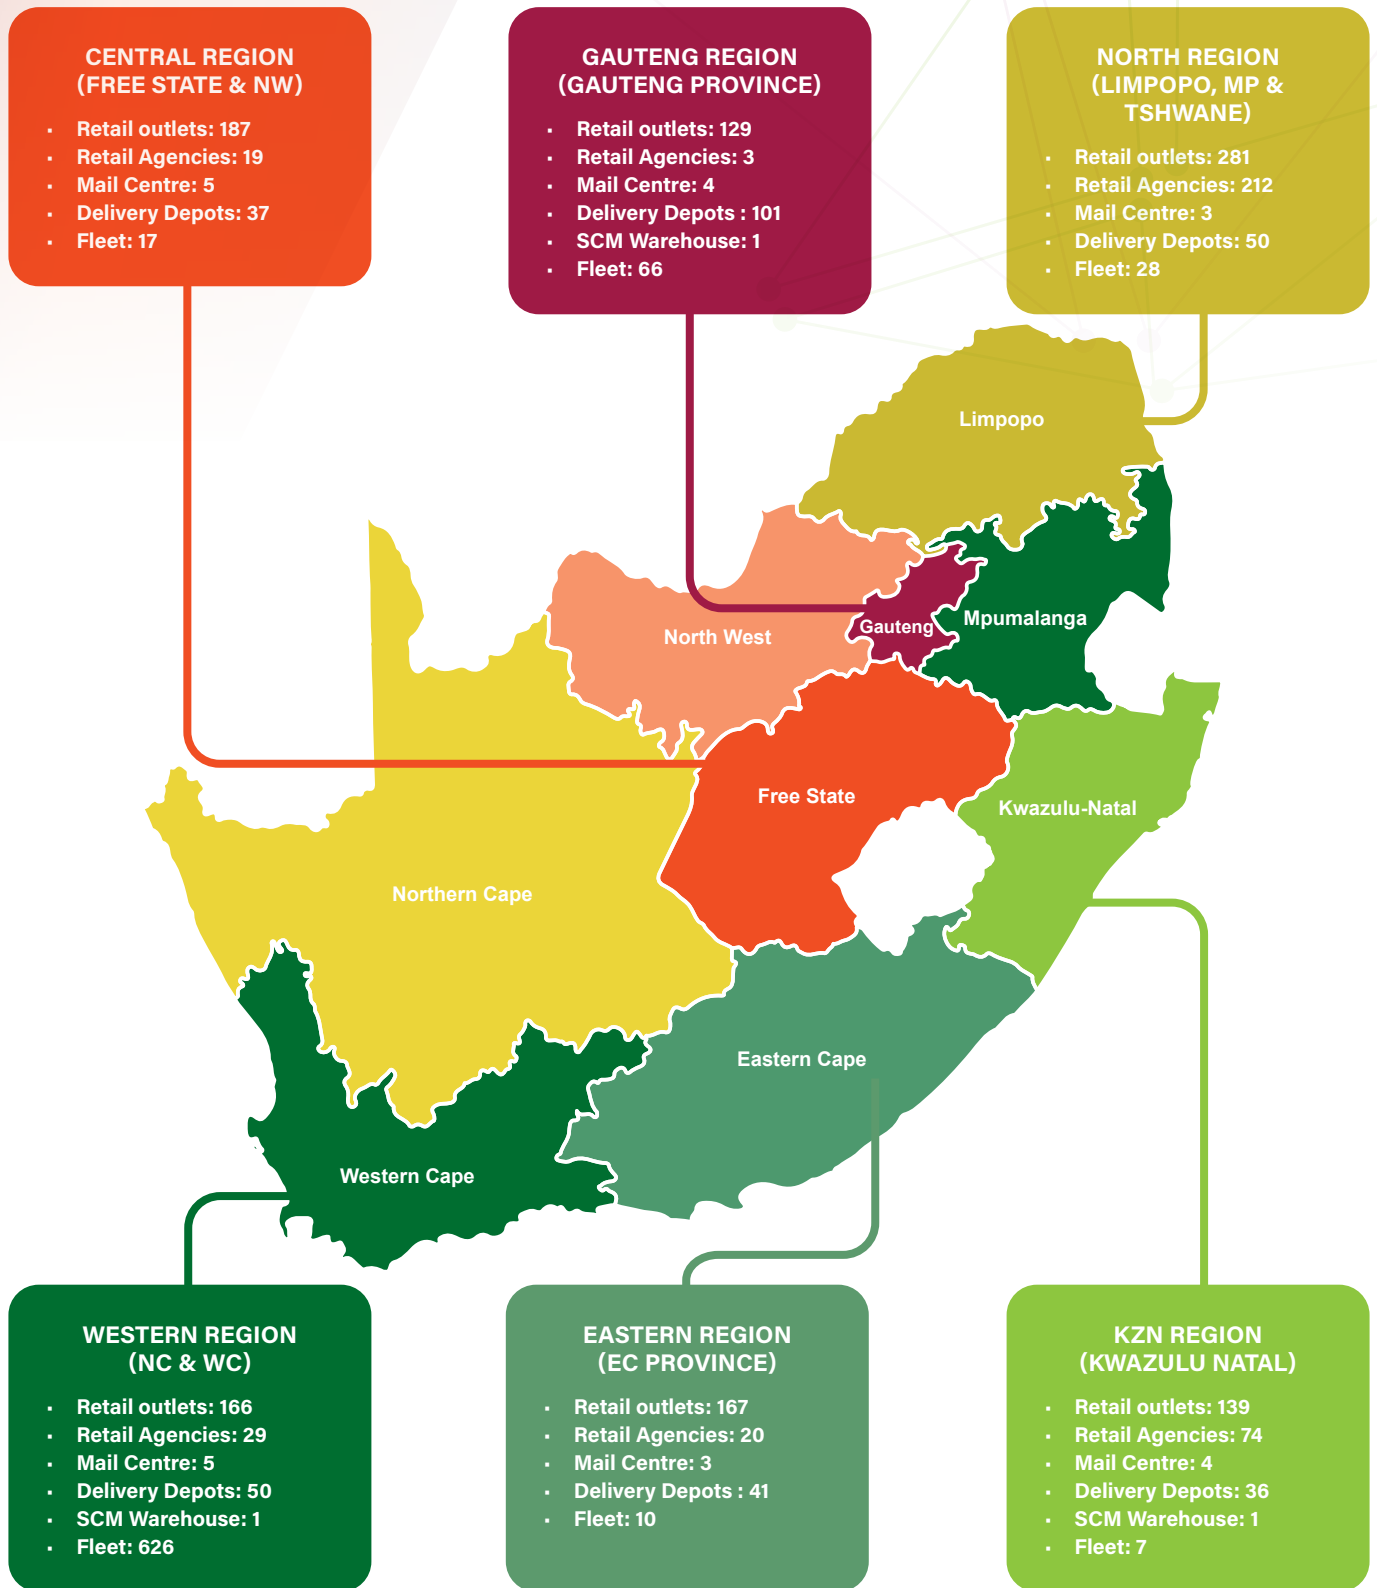 CENTRAL REGION
(FREE STATE & NW)
• Retail outlets: 187
• Retail Agencies: 19
• Mail Centre: 5
• Delivery Depots: 37
• Fleet: 17
GAUTENG REGION
(GAUTENG PROVINCE)
• Retail outlets: 129
• Retail Agencies: 3
• Mail Centre: 4
• Delivery Depots : 101
• SCM Warehouse: 1
• Fleet: 66
NORTH REGION
(LIMPOPO, MP &
TSHWANE)
• Retail outlets: 281
• Retail Agencies: 212
• Mail Centre: 3
• Delivery Depots: 50
• Fleet: 28
Limpopo
North West
Gauteng
Mpumalanga
Free State
Kwazulu-Natal
Northern Cape
Eastern Cape
Western Cape
WESTERN REGION
(NC & WC)
• Retail outlets: 166
• Retail Agencies: 29
• Mail Centre: 5
• Delivery Depots: 50
• SCM Warehouse: 1
• Fleet: 626
EASTERN REGION
(EC PROVINCE)
• Retail outlets: 167
• Retail Agencies: 20
• Mail Centre: 3
• Delivery Depots : 41
• Fleet: 10
KZN REGION
(KWAZULU NATAL)
• Retail outlets: 139
• Retail Agencies: 74
• Mail Centre: 4
• Delivery Depots: 36
• SCM Warehouse: 1
• Fleet: 7